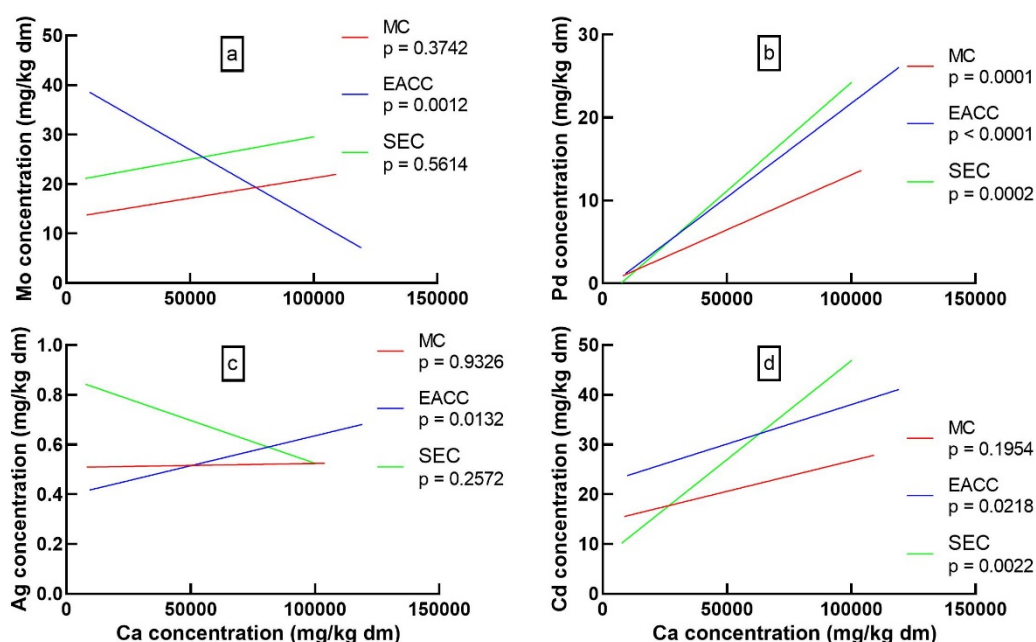 a
MC
p = 0.3742
EACC
p = 0.0012
SEC
p = 0.5614
Mo concentration (mg/kg dm)
50
40
30
20
10
0
0 50000 100000 150000
b
MC
p = 0.0001
EACC
p < 0.0001
SEC
p = 0.0002
Pd concentration (mg/kg dm)
30
20
10
0
0 50000 100000 150000
c
MC
p = 0.9326
EACC
p = 0.0132
SEC
p = 0.2572
Ag concentration (mg/kg dm)
1.0
0.8
0.6
0.4
0.2
0.0
0 50000 100000 150000
Ca concentration (mg/kg dm)
d
MC
p = 0.1954
EACC
p = 0.0218
SEC
p = 0.0022
Cd concentration (mg/kg dm)
50
40
30
20
10
0
0 50000 100000 150000
Ca concentration (mg/kg dm)